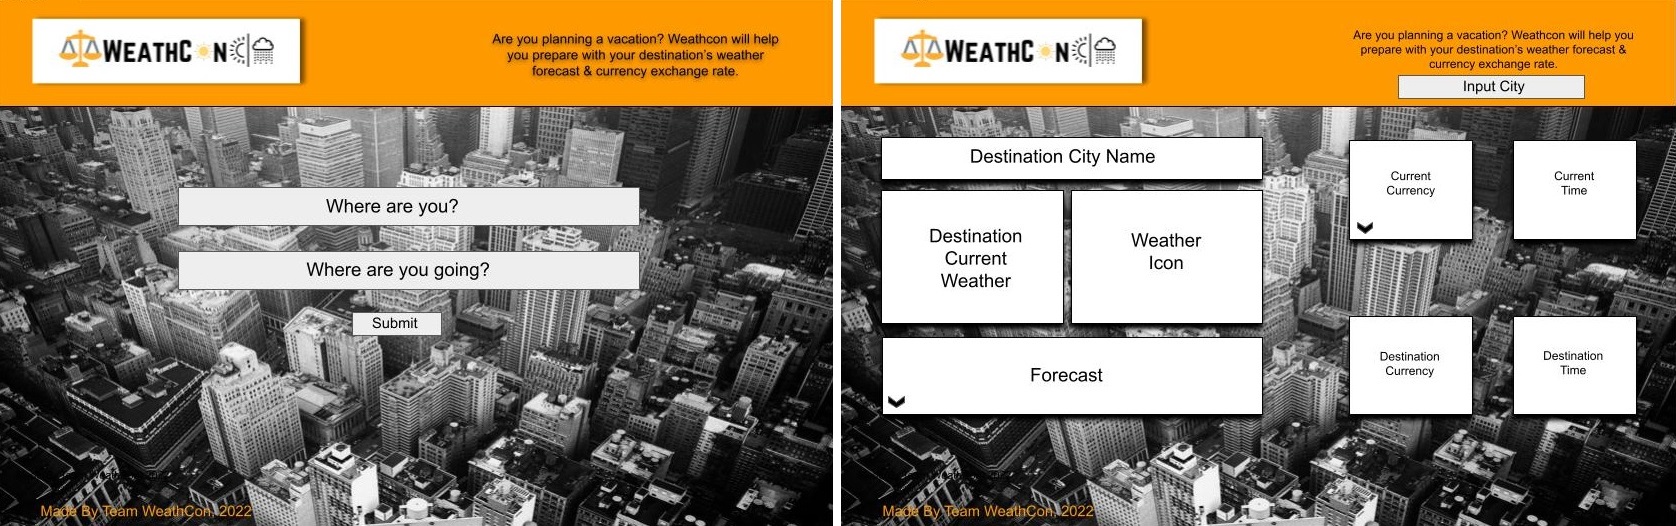 WEATHCON
Are you planning a vacation? Weathcon will help
you prepare with your destination's weather
forecast & currency exchange rate.
Where are you?
Where are you going?
Submit
Made By Team WeathCon, 2022
WEATHCON
Are you planning a vacation? Weathcon will help you
prepare with your destination's weather forecast &
currency exchange rate.
Input City
Destination City Name
Destination
Current
Weather
Weather
Icon
Forecast
Current
Currency
Current
Time
Destination
Currency
Destination
Time
Made By Team WeathCon, 2022